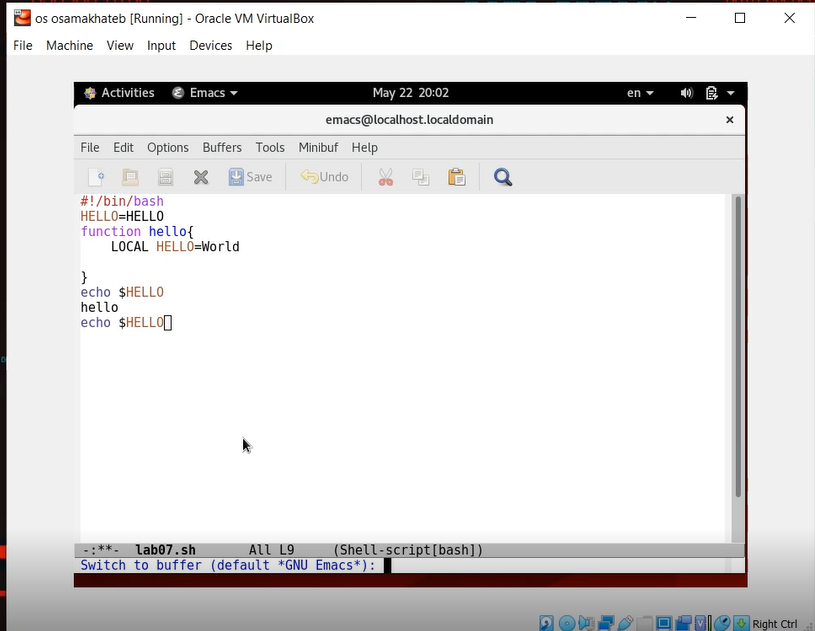 os osamakhateb [Running] - Oracle VM VirtualBox
File Machine View Input Devices Help
Activities Emacs May 22 20:02 en
emacs@localhost.localdomain
File Edit Options Buffers Tools Minibuf Help
Save Undo
#!/bin/bash
HELLO=HELLO
function hello{
    LOCAL HELLO=World
}
echo $HELLO
hello
echo $HELLO
-:**- lab07.sh All L9 (Shell-script[bash])
Switch to buffer (default *GNU Emacs*):
Right Ctrl